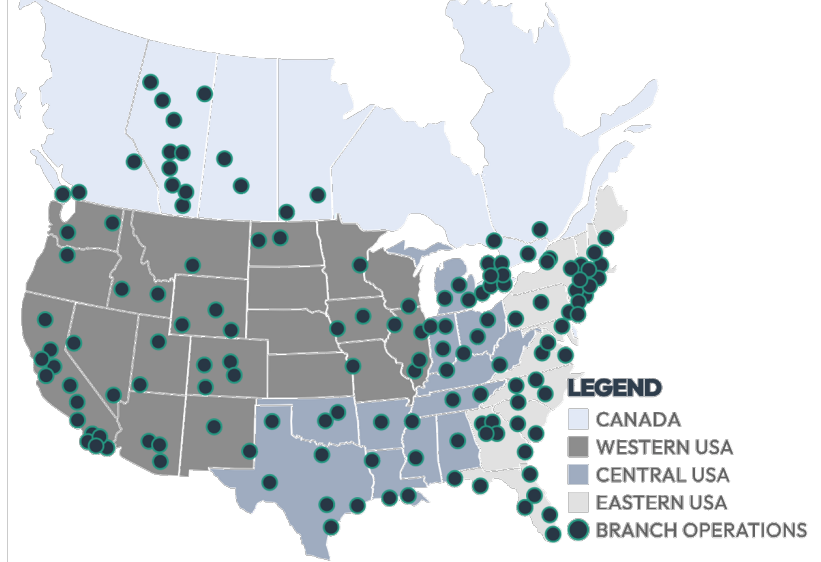 LEGEND
CANADA
WESTERN USA
CENTRAL USA
EASTERN USA
BRANCH OPERATIONS